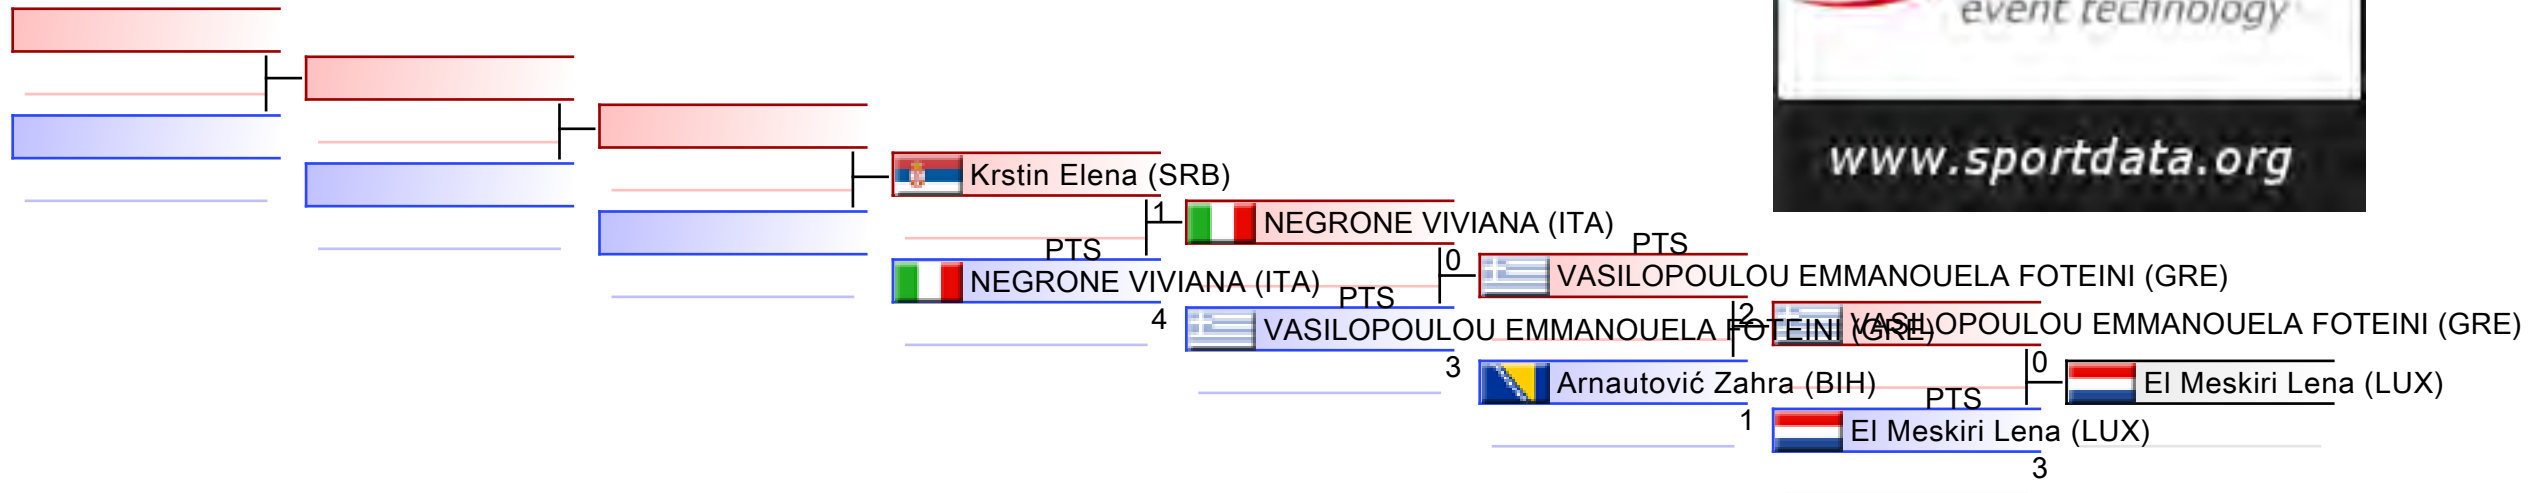 event technology
www.sportdata.org
Krstin Elena (SRB)
1
NEGRONE VIVIANA (ITA)
PTS
PTS
0
VASILOPOULOU EMMANOUELA FOTEINI (GRE)
NEGRONE VIVIANA (ITA)
PTS
4
VASILOPOULOU EMMANOUELA FOTEINI (GRE)
2
VASILOPOULOU EMMANOUELA FOTEINI (GRE)
3
Arnautović Zahra (BIH)
0
El Meskiri Lena (LUX)
PTS
1
El Meskiri Lena (LUX)
3